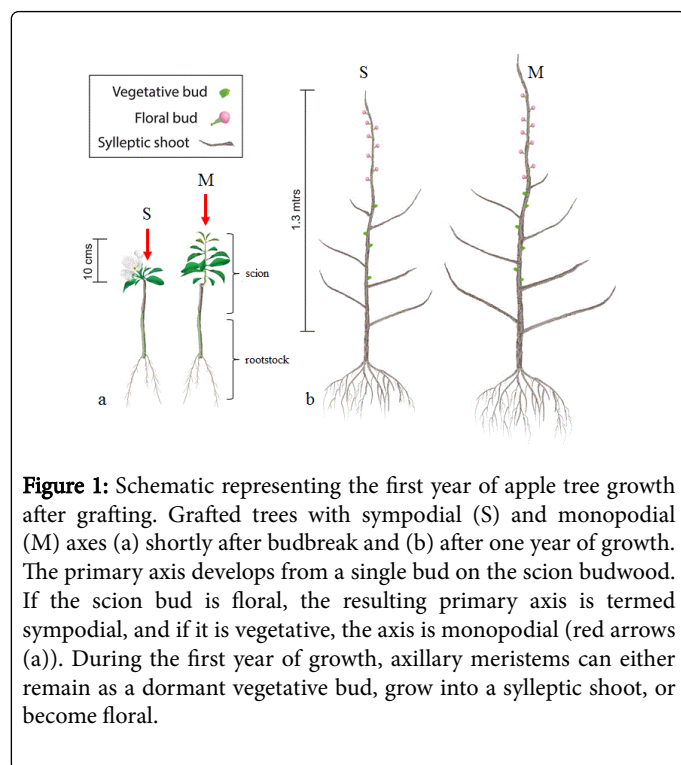 S
M
Vegetative bud
Floral bud
Sylleptic shoot
M
S
1.3 mtrs
10 cms
scion
rootstock
a
b
Figure 1: Schematic representing the first year of apple tree growth
after grafting. Grafted trees with sympodial (S) and monopodial
(M) axes (a) shortly after budbreak and (b) after one year of growth.
The primary axis develops from a single bud on the scion budwood.
If the scion bud is floral, the resulting primary axis is termed
sympodial, and if it is vegetative, the axis is monopodial (red arrows
(a)). During the first year of growth, axillary meristems can either
remain as a dormant vegetative bud, grow into a sylleptic shoot, or
become floral.